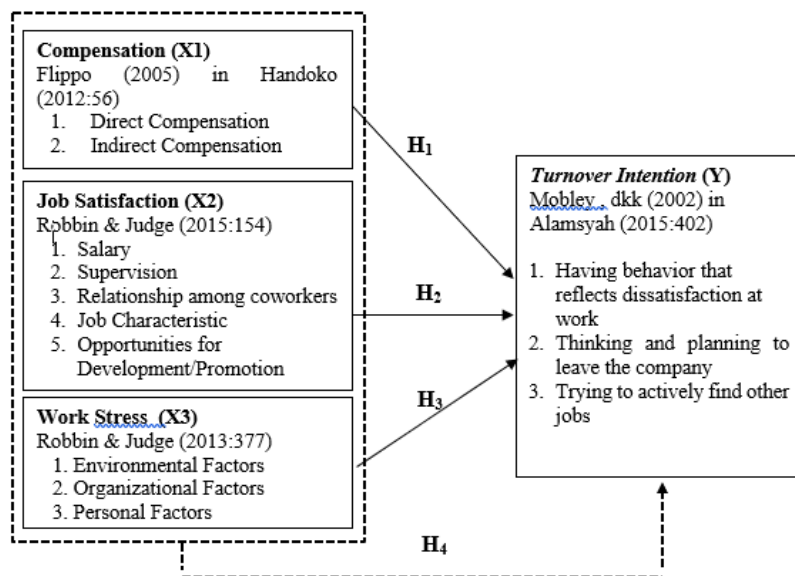 Compensation (X1)
Flippo (2005) in Handoko
(2012:56)
1. Direct Compensation
2. Indirect Compensation
Job Satisfaction (X2)
Robbin & Judge (2015:154)
1. Salary
2. Supervision
3. Relationship among coworkers
4. Job Characteristic
5. Opportunities for
Development/Promotion
Work Stress (X3)
Robbin & Judge (2013:377)
1. Environmental Factors
2. Organizational Factors
3. Personal Factors
H1
H2
H3
H4
Turnover Intention (Y)
Mobley , dkk (2002) in
Alamsyah (2015:402)
1. Having behavior that
reflects dissatisfaction at
work
2. Thinking and planning to
leave the company
3. Trying to actively find other
jobs